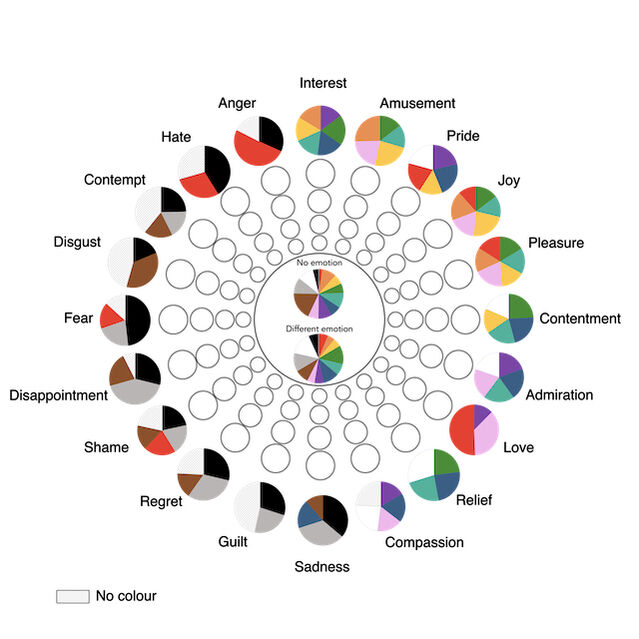 Interest
Anger
Amusement
Hate
Pride
Contempt
Joy
Disgust
Pleasure
No emotion
Fear
Contentment
Different emotion
Disappointment
Admiration
Shame
Love
Regret
Relief
Guilt
Compassion
Sadness
No colour